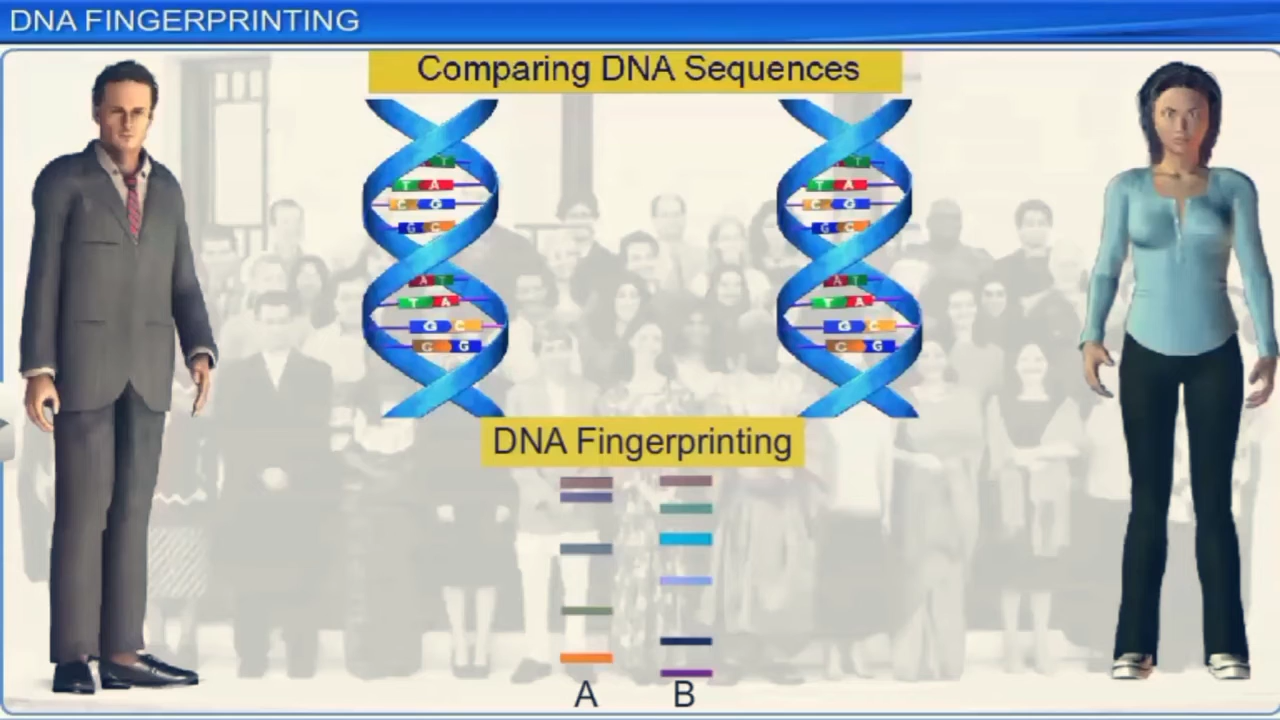 DNA FINGERPRINTING
Comparing DNA Sequences
T
T A
C G
G C
A T
T A
G C
G G
T
T A
C G
G C
A T
T A
G C
G G
DNA Fingerprinting
A B